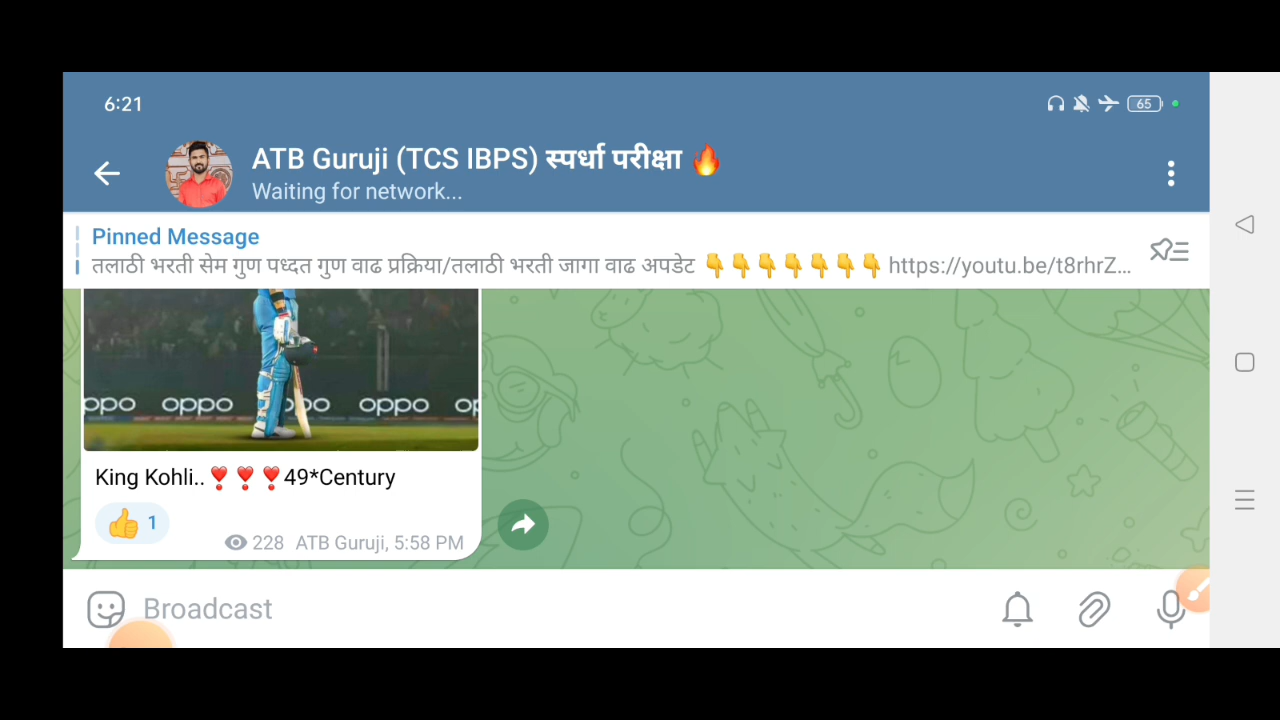 6:21
65
ATB Guruji (TCS IBPS) स्पर्धा परीक्षा 🔥
Waiting for network...
Pinned Message
तलाठी भरती सेम गुण पध्दत गुण वाढ प्रक्रिया/तलाठी भरती जागा वाढ अपडेट 👇👇👇👇👇👇👇 https://youtu.be/t8rhrZ...
oppo oppo oppo oppo op
King Kohli..❣️❣️❣️49*Century
👍 1
228 ATB Guruji, 5:58 PM
Broadcast